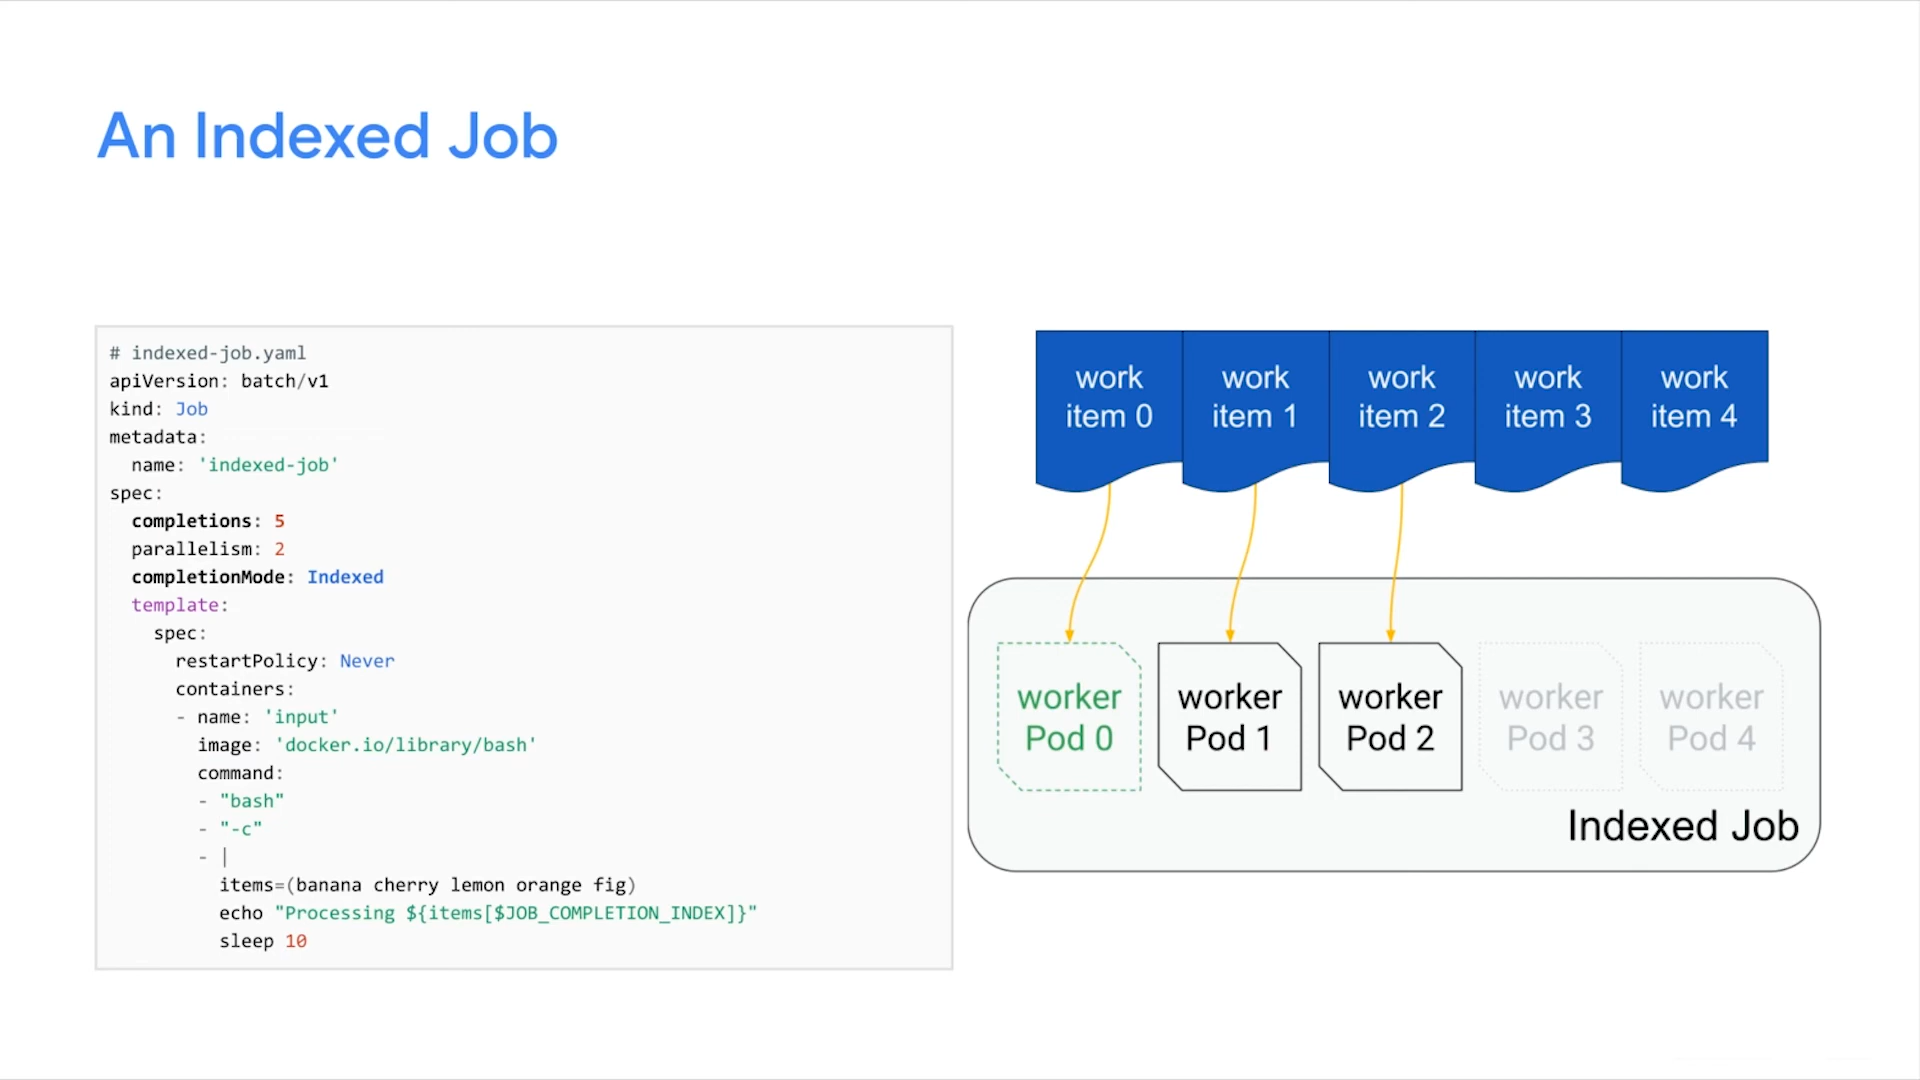 An Indexed Job
# indexed-job.yaml
apiVersion: batch/v1
kind: Job
metadata:
  name: 'indexed-job'
spec:
  completions: 5
  parallelism: 2
  completionMode: Indexed
  template:
    spec:
      restartPolicy: Never
      containers:
      - name: 'input'
        image: 'docker.io/library/bash'
        command:
        - "bash"
        - "-c"
        - |
          items=(banana cherry lemon orange fig)
          echo "Processing ${items[$JOB_COMPLETION_INDEX]}"
          sleep 10
work
item 0
work
item 1
work
item 2
work
item 3
work
item 4
worker
Pod 0
worker
Pod 1
worker
Pod 2
worker
Pod 3
worker
Pod 4
Indexed Job